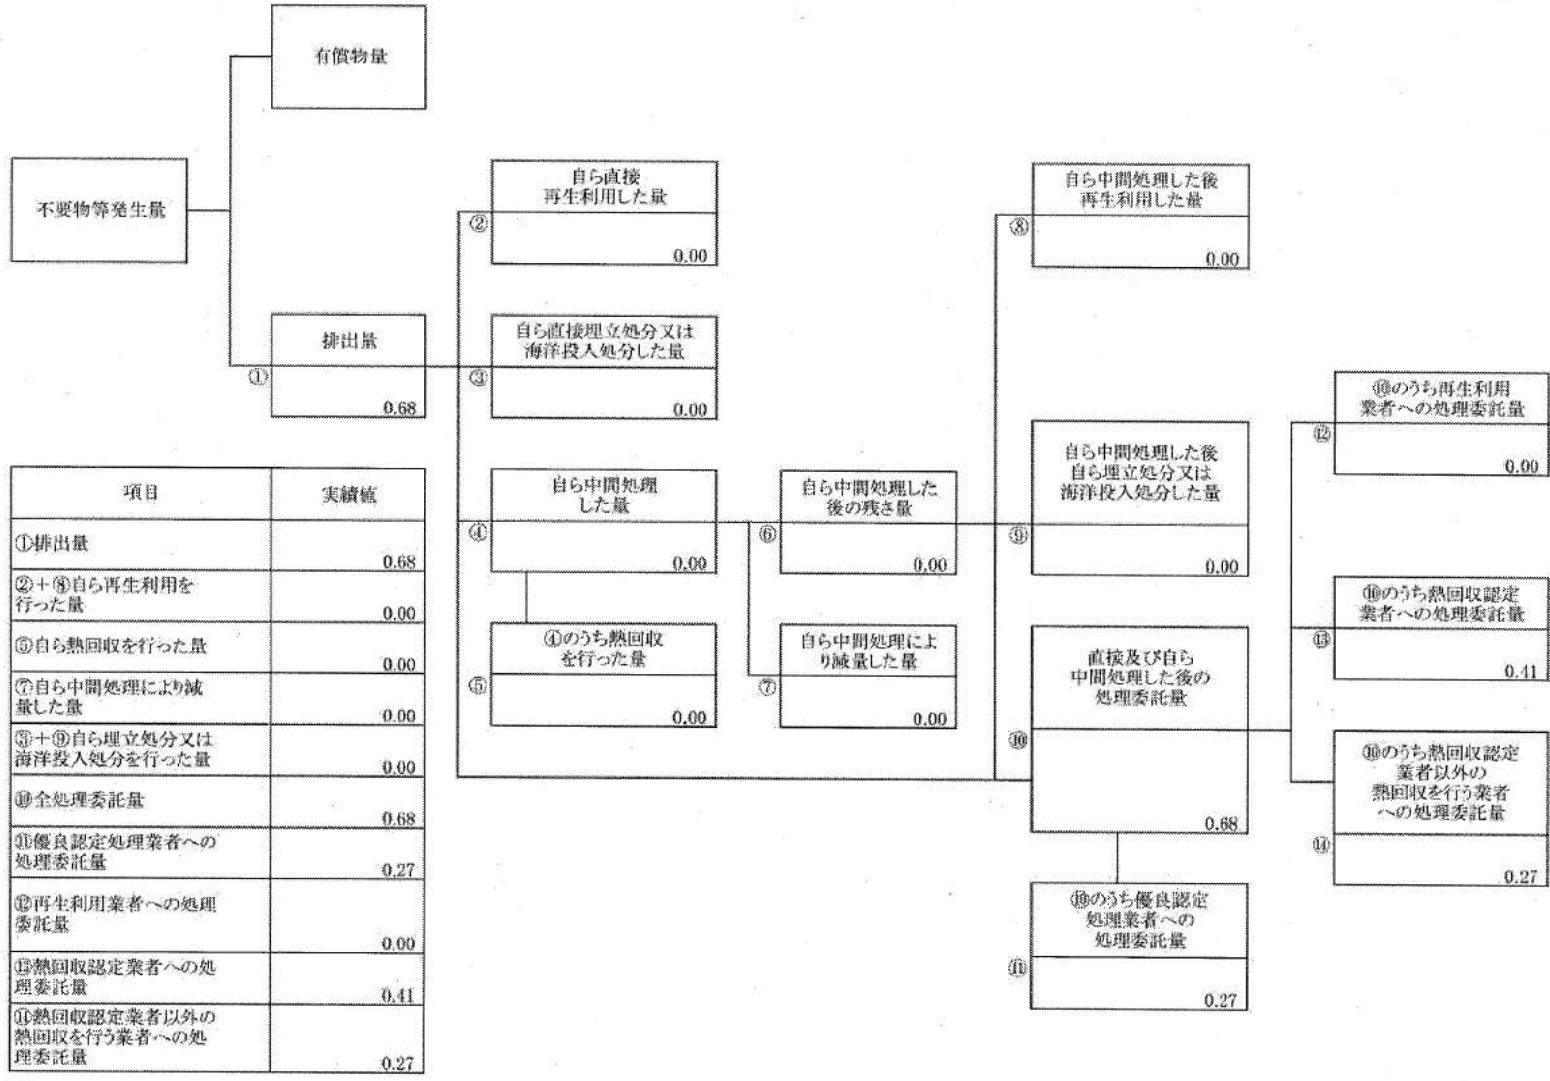 有償物量
不要物等発生量
排出量
①
0.68
自ら直接
再生利用した量
②
0.00
自ら直接埋立処分又は
海洋投入処分した量
③
0.00
自ら中間処理
した量
④
0.00
④のうち熱回収
を行った量
⑤
0.00
自ら中間処理した
後の残さ量
⑥
0.00
自ら中間処理によ
り減量した量
⑦
0.00
自ら中間処理した後
再生利用した量
⑧
0.00
自ら中間処理した後
自ら埋立処分又は
海洋投入処分した量
⑨
0.00
直接及び自ら
中間処理した後の
処理委託量
⑩
0.68
⑩のうち優良認定
処理業者への
処理委託量
⑪
0.27
⑩のうち再生利用
業者への処理委託量
⑫
0.00
⑩のうち熱回収認定
業者への処理委託量
⑬
0.41
⑩のうち熱回収認定
業者以外の
熱回収を行う業者
への処理委託量
⑭
0.27
項目 実績値
①排出量
0.68
②＋⑧自ら再生利用を
行った量
0.00
⑤自ら熱回収を行った量
0.00
⑦自ら中間処理により減
量した量
0.00
③＋⑨自ら埋立処分又は
海洋投入処分を行った量
0.00
⑩全処理委託量
0.68
⑪優良認定処理業者への
処理委託量
0.27
⑫再生利用業者への処理
委託量
0.00
⑬熱回収認定業者への処
理委託量
0.41
⑭熱回収認定業者以外の
熱回収を行う業者への処
理委託量
0.27